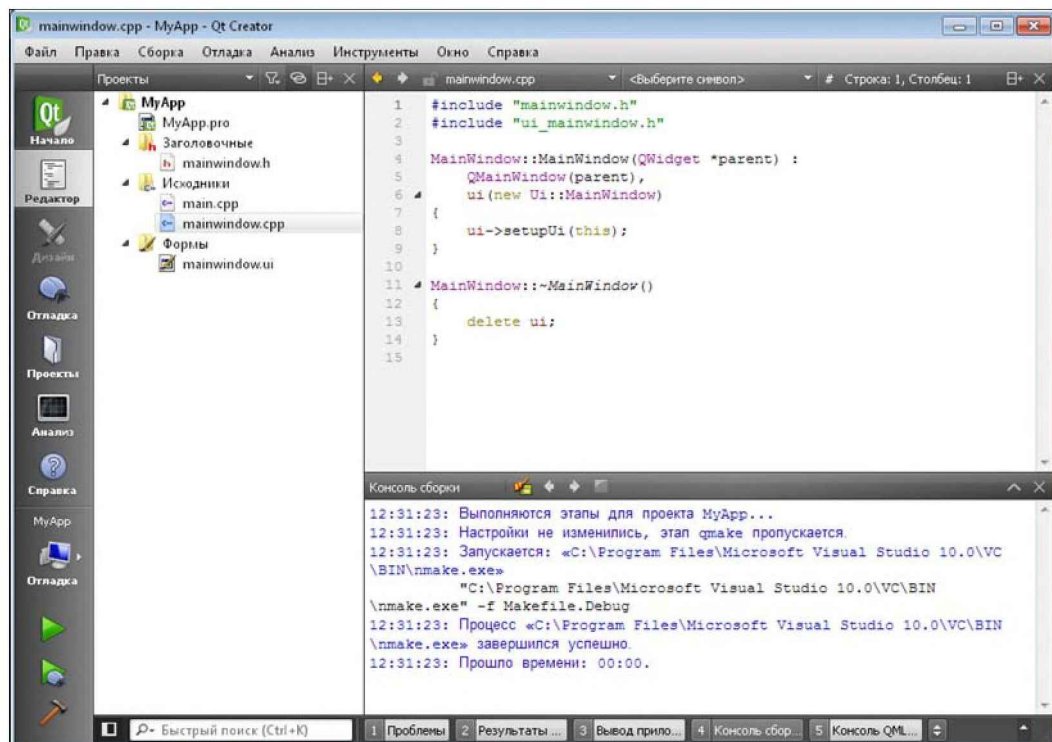 mainwindow.cpp - MyApp - Qt Creator
Файл Правка Сборка Отладка Анализ Инструменты Окно Справка
Проекты
mainwindow.cpp <Выберите символ> # Строка: 1, Столбец: 1
Qt
Начало
Редактор
Дизайн
Отладка
Проекты
Анализ
Справка
MyApp
Отладка
MyApp
MyApp.pro
Заголовочные
mainwindow.h
Исходники
main.cpp
mainwindow.cpp
Формы
mainwindow.ui
1 #include "mainwindow.h"
2 #include "ui_mainwindow.h"
3
4 MainWindow::MainWindow(QWidget *parent) :
5 QMainWindow(parent),
6 ui(new Ui::MainWindow)
7 {
8 ui->setupUi(this);
9 }
10
11 MainWindow::~MainWindow()
12 {
13 delete ui;
14 }
15
Консоль сборки
12:31:23: Выполняются этапы для проекта MyApp...
12:31:23: Настройки не изменились, этап qmake пропускается.
12:31:23: Запускается: «C:\Program Files\Microsoft Visual Studio 10.0\VC
\BIN\nmake.exe»
"C:\Program Files\Microsoft Visual Studio 10.0\VC\BIN
\nmake.exe" -f Makefile.Debug
12:31:23: Процесс «C:\Program Files\Microsoft Visual Studio 10.0\VC\BIN
\nmake.exe» завершился успешно.
12:31:23: Прошло времени: 00:00.
Быстрый поиск (Ctrl+K)
1 Проблемы 2 Результаты ... 3 Вывод прило... 4 Консоль сбор... 5 Консоль QML...